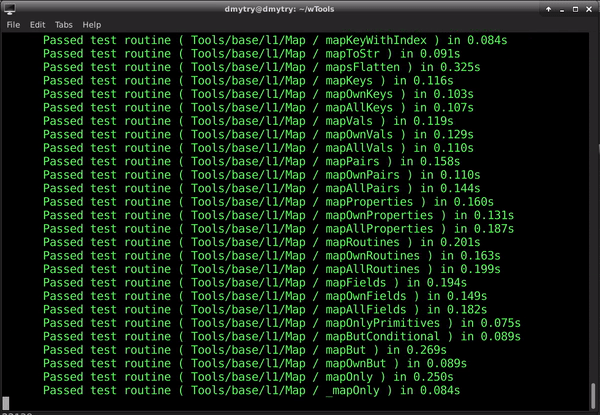 dmytry@dmytry: ~/wTools
File Edit Tabs Help
Passed test routine ( Tools/base/l1/Map / mapKeyWithIndex ) in 0.084s
Passed test routine ( Tools/base/l1/Map / mapToStr ) in 0.091s
Passed test routine ( Tools/base/l1/Map / mapsFlatten ) in 0.325s
Passed test routine ( Tools/base/l1/Map / mapKeys ) in 0.116s
Passed test routine ( Tools/base/l1/Map / mapOwnKeys ) in 0.103s
Passed test routine ( Tools/base/l1/Map / mapAllKeys ) in 0.107s
Passed test routine ( Tools/base/l1/Map / mapVals ) in 0.119s
Passed test routine ( Tools/base/l1/Map / mapOwnVals ) in 0.129s
Passed test routine ( Tools/base/l1/Map / mapAllVals ) in 0.110s
Passed test routine ( Tools/base/l1/Map / mapPairs ) in 0.158s
Passed test routine ( Tools/base/l1/Map / mapOwnPairs ) in 0.110s
Passed test routine ( Tools/base/l1/Map / mapAllPairs ) in 0.144s
Passed test routine ( Tools/base/l1/Map / mapProperties ) in 0.160s
Passed test routine ( Tools/base/l1/Map / mapOwnProperties ) in 0.131s
Passed test routine ( Tools/base/l1/Map / mapAllProperties ) in 0.187s
Passed test routine ( Tools/base/l1/Map / mapRoutines ) in 0.201s
Passed test routine ( Tools/base/l1/Map / mapOwnRoutines ) in 0.163s
Passed test routine ( Tools/base/l1/Map / mapAllRoutines ) in 0.199s
Passed test routine ( Tools/base/l1/Map / mapFields ) in 0.194s
Passed test routine ( Tools/base/l1/Map / mapOwnFields ) in 0.149s
Passed test routine ( Tools/base/l1/Map / mapAllFields ) in 0.182s
Passed test routine ( Tools/base/l1/Map / mapOnlyPrimitives ) in 0.075s
Passed test routine ( Tools/base/l1/Map / mapButConditional ) in 0.089s
Passed test routine ( Tools/base/l1/Map / mapBut ) in 0.269s
Passed test routine ( Tools/base/l1/Map / mapOwnBut ) in 0.089s
Passed test routine ( Tools/base/l1/Map / mapOnly ) in 0.250s
Passed test routine ( Tools/base/l1/Map / _mapOnly ) in 0.084s